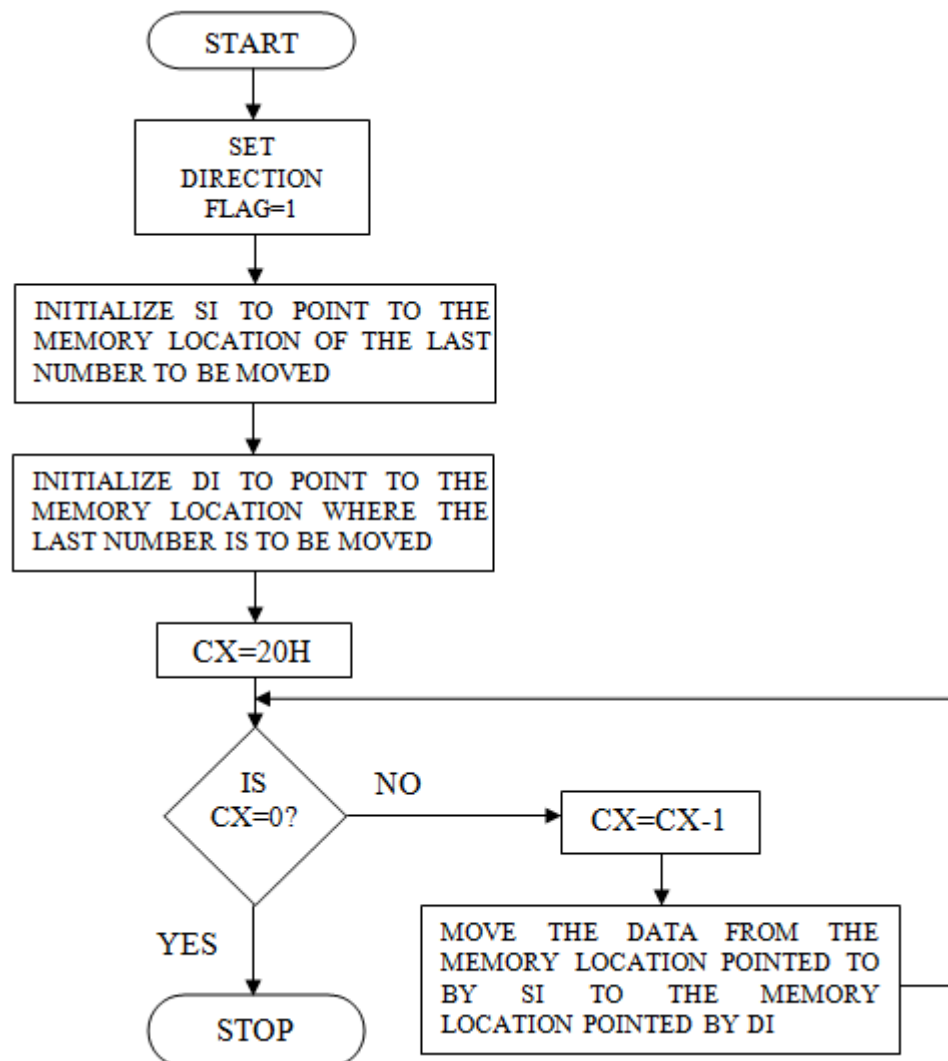 START
SET
DIRECTION
FLAG=1
INITIALIZE SI TO POINT TO THE
MEMORY LOCATION OF THE LAST
NUMBER TO BE MOVED
INITIALIZE DI TO POINT TO THE
MEMORY LOCATION WHERE THE
LAST NUMBER IS TO BE MOVED
CX=20H
IS
CX=0?
NO
CX=CX-1
MOVE THE DATA FROM THE
MEMORY LOCATION POINTED TO
BY SI TO THE MEMORY
LOCATION POINTED BY DI
YES
STOP